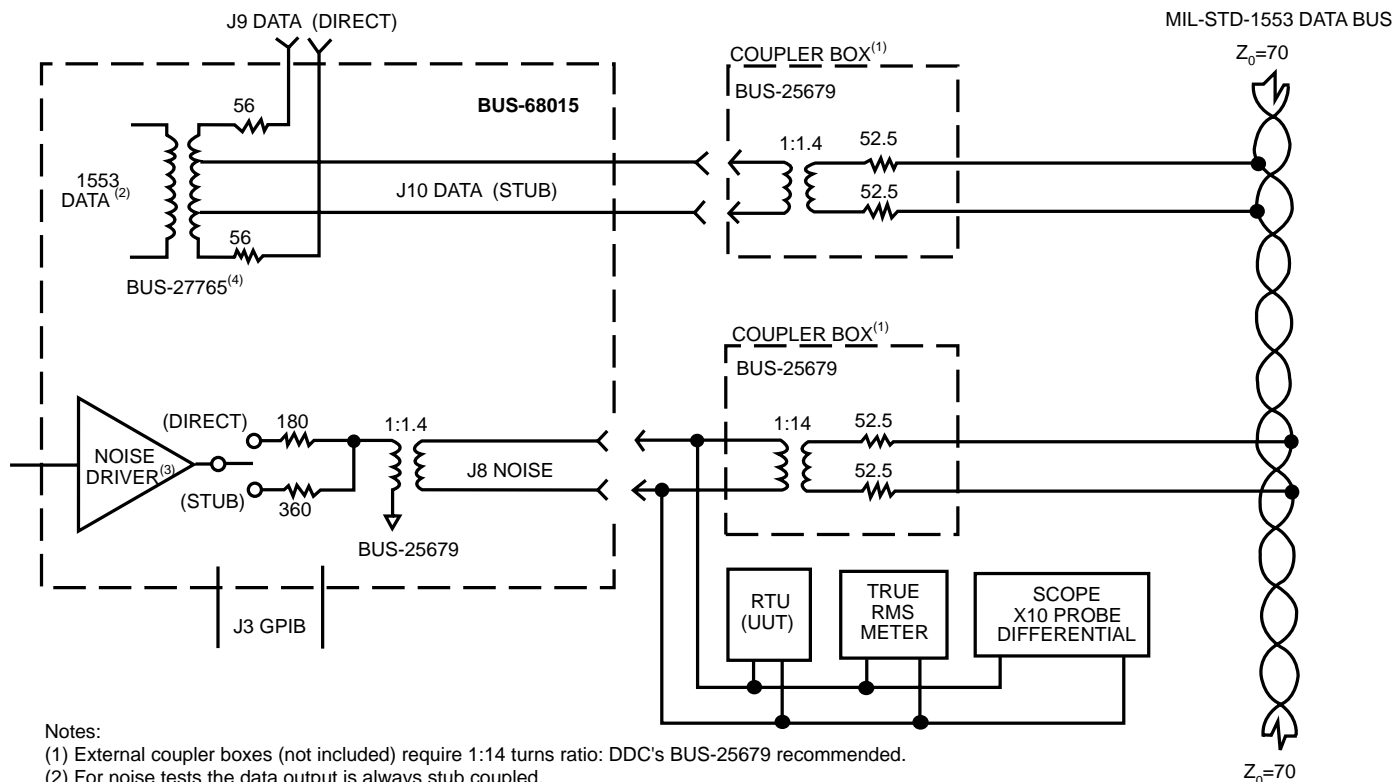 J9 DATA (DIRECT)
MIL-STD-1553 DATA BUS
Z0=70
COUPLER BOX(1)
BUS-25679
56
BUS-68015
1:1.4
52.5
1553
DATA (2)
J10 DATA (STUB)
52.5
56
BUS-27765(4)
COUPLER BOX(1)
BUS-25679
(DIRECT)
180
1:1.4
1:14
52.5
NOISE
DRIVER(3)
J8 NOISE
52.5
(STUB)
360
BUS-25679
J3 GPIB
RTU
(UUT)
TRUE
RMS
METER
SCOPE
X10 PROBE
DIFFERENTIAL
Notes:
(1) External coupler boxes (not included) require 1:14 turns ratio: DDC's BUS-25679 recommended.
(2) For noise tests the data output is always stub coupled.
Z0=70